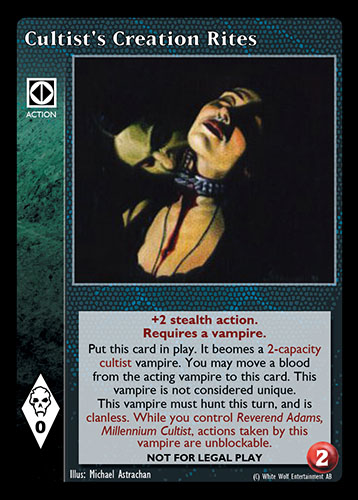 Cultist's Creation Rites
ACTION
+2 stealth action.
Requires a vampire.
Put this card in play. It becomes a 2-capacity
cultist vampire. You may move a blood
from the acting vampire to this card. This
vampire is not considered unique.
This vampire must hunt this turn, and is
clanless. While you control Reverend Adams,
Millennium Cultist, actions taken by this
vampire are unblockable.
NOT FOR LEGAL PLAY
0
2
Illus: Michael Astrachan
(C) White Wolf Entertainment AB